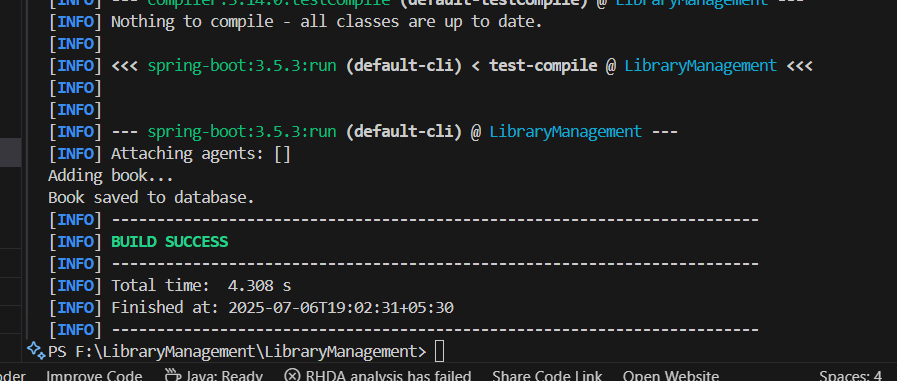 [INFO] --- compiler:3.14.0:testCompile (default-testCompile) @ LibraryManagement ---
[INFO] Nothing to compile - all classes are up to date.
[INFO]
[INFO] <<< spring-boot:3.5.3:run (default-cli) < test-compile @ LibraryManagement <<<
[INFO]
[INFO]
[INFO] --- spring-boot:3.5.3:run (default-cli) @ LibraryManagement ---
[INFO] Attaching agents: []
Adding book...
Book saved to database.
[INFO] ------------------------------------------------------------------------
[INFO] BUILD SUCCESS
[INFO] ------------------------------------------------------------------------
[INFO] Total time:  4.308 s
[INFO] Finished at: 2025-07-06T19:02:31+05:30
[INFO] ------------------------------------------------------------------------
PS F:\LibraryManagement\LibraryManagement>
oder Improve Code Java: Ready RHDA analysis has failed Share Code Link Open Website Spaces: 4